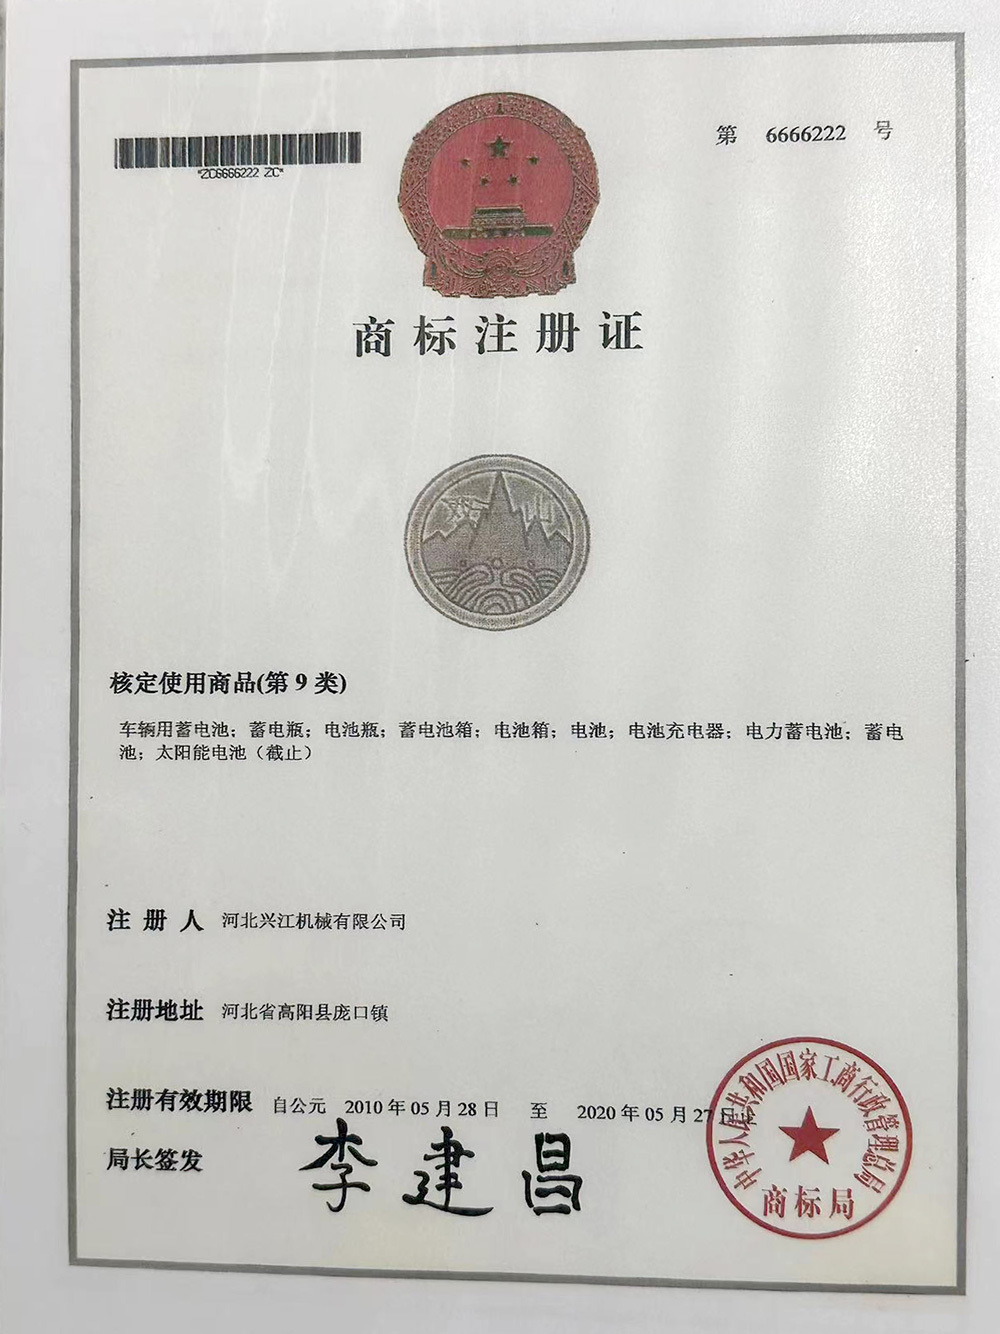 第 6666222 号
*ZC6666222 ZC*
商标注册证
山
核定使用商品(第 9 类)
车辆用蓄电池；蓄电瓶；电池瓶；蓄电池箱；电池箱；电池；电池充电器；电力蓄电池；蓄电
池；太阳能电池（截止）
注 册 人 河北兴江机械有限公司
注册地址 河北省高阳县庞口镇
注册有效期限 自公元 2010 年 05 月 28 日 至 2020 年 05 月 27 日止
局长签发 李建昌
中华人民共和国国家工商行政管理总局
商标局